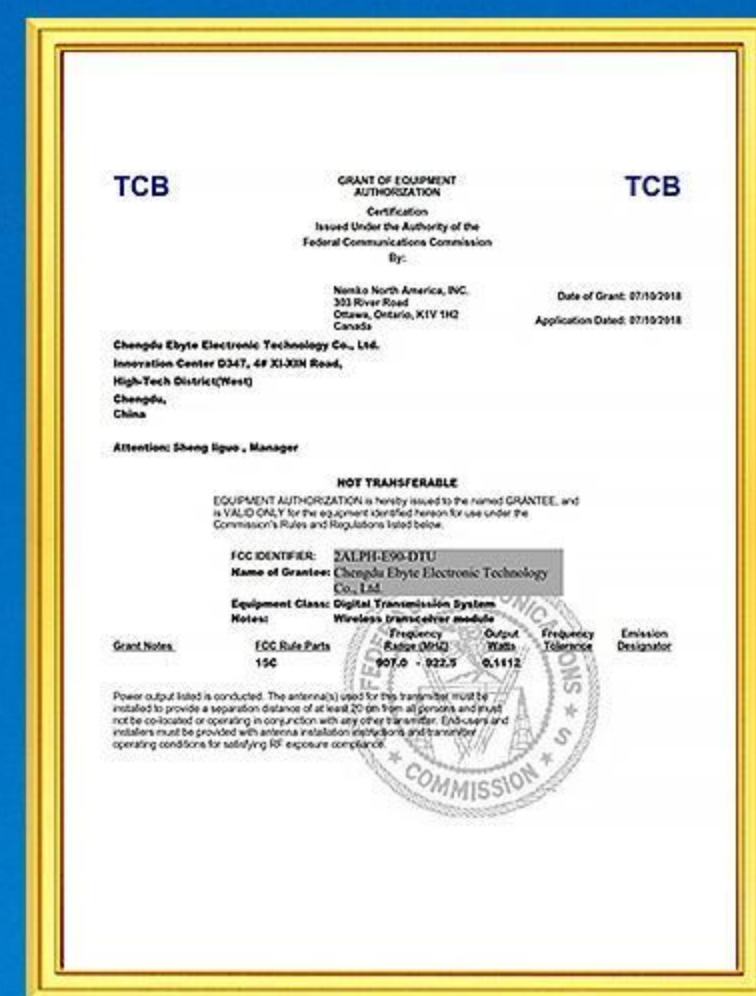 TCB
GRANT OF EQUIPMENT
AUTHORIZATION
TCB
Certification
Issued Under the Authority of the
Federal Communications Commission
By:
Nemko North America, INC.
303 River Road
Ottawa, Ontario, K1V 1H2
Canada
Date of Grant: 07/10/2018
Application Dated: 07/10/2018
Chengdu Ebyte Electronic Technology Co., Ltd.
Innovation Center D347, 4# XI-XIN Road,
High-Tech District(West)
Chengdu,
China
Attention: Sheng liguo , Manager
NOT TRANSFERABLE
EQUIPMENT AUTHORIZATION is hereby issued to the named GRANTEE, and
is VALID ONLY for the equipment identified hereon for use under the
Commission's Rules and Regulations listed below.
FCC IDENTIFIER: 2ALPH-E90-DTU
Name of Grantee: Chengdu Ebyte Electronic Technology
Co., Ltd.
Equipment Class: Digital Transmission System
Notes: Wireless transceiver module
Grant Notes FCC Rule Parts Frequency Range (MHZ) Output Watts Frequency Tolerance Emission Designator
15C 907.0 - 922.5 0.1412
Power output listed is conducted. The antenna(s) used for this transmitter must be
installed to provide a separation distance of at least 20 cm from all persons and must
not be co-located or operating in conjunction with any other transmitter. End-users and
installers must be provided with antenna installation instructions and transmitter
operating conditions for satisfying RF exposure compliance.
COMMISSION